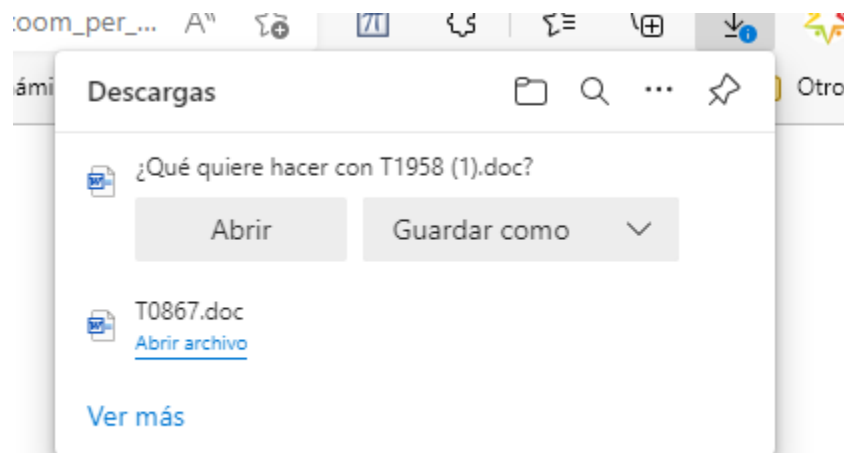 oom_per_... A
ámi
Descargas
Otro
¿Qué quiere hacer con T1958 (1).doc?
Abrir
Guardar como
T0867.doc
Abrir archivo
Ver más